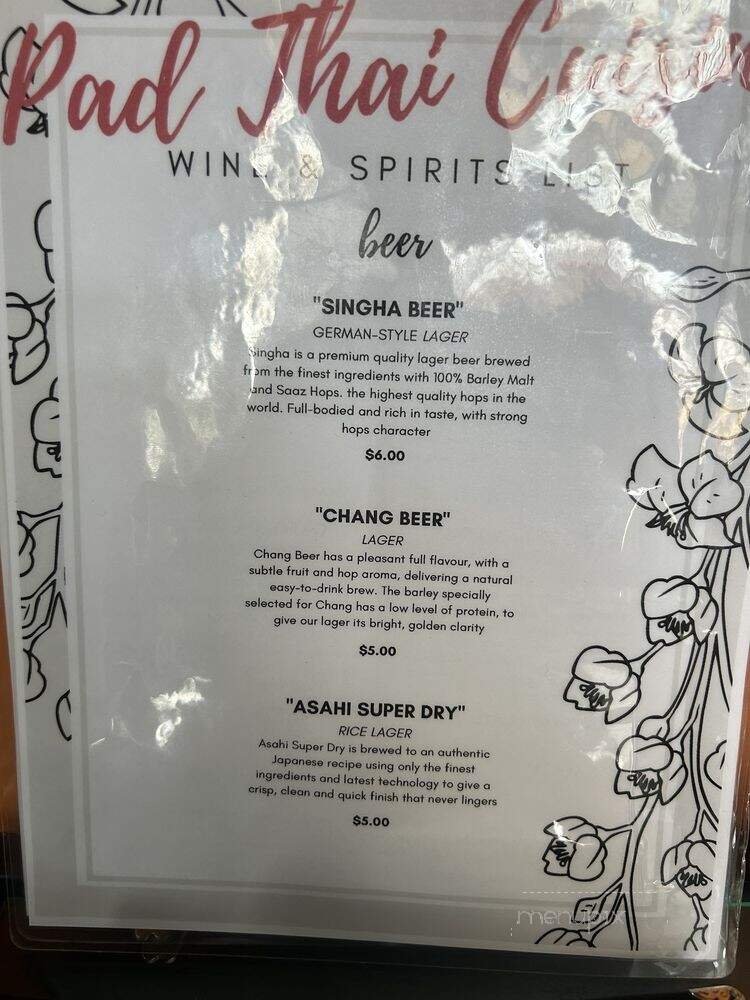 Pad Thai Cuisine
WINE & SPIRITS LIST
beer
"SINGHA BEER"
GERMAN-STYLE LAGER
Singha is a premium quality lager beer brewed
from the finest ingredients with 100% Barley Malt
and Saaz Hops. the highest quality hops in the
world. Full-bodied and rich in taste, with strong
hops character
$6.00
"CHANG BEER"
LAGER
Chang Beer has a pleasant full flavour, with a
subtle fruit and hop aroma, delivering a natural
easy-to-drink brew. The barley specially
selected for Chang has a low level of protein, to
give our lager its bright, golden clarity
$5.00
"ASAHI SUPER DRY"
RICE LAGER
Asahi Super Dry is brewed to an authentic
Japanese recipe using only the finest
ingredients and latest technology to give a
crisp, clean and quick finish that never lingers
$5.00
menupix